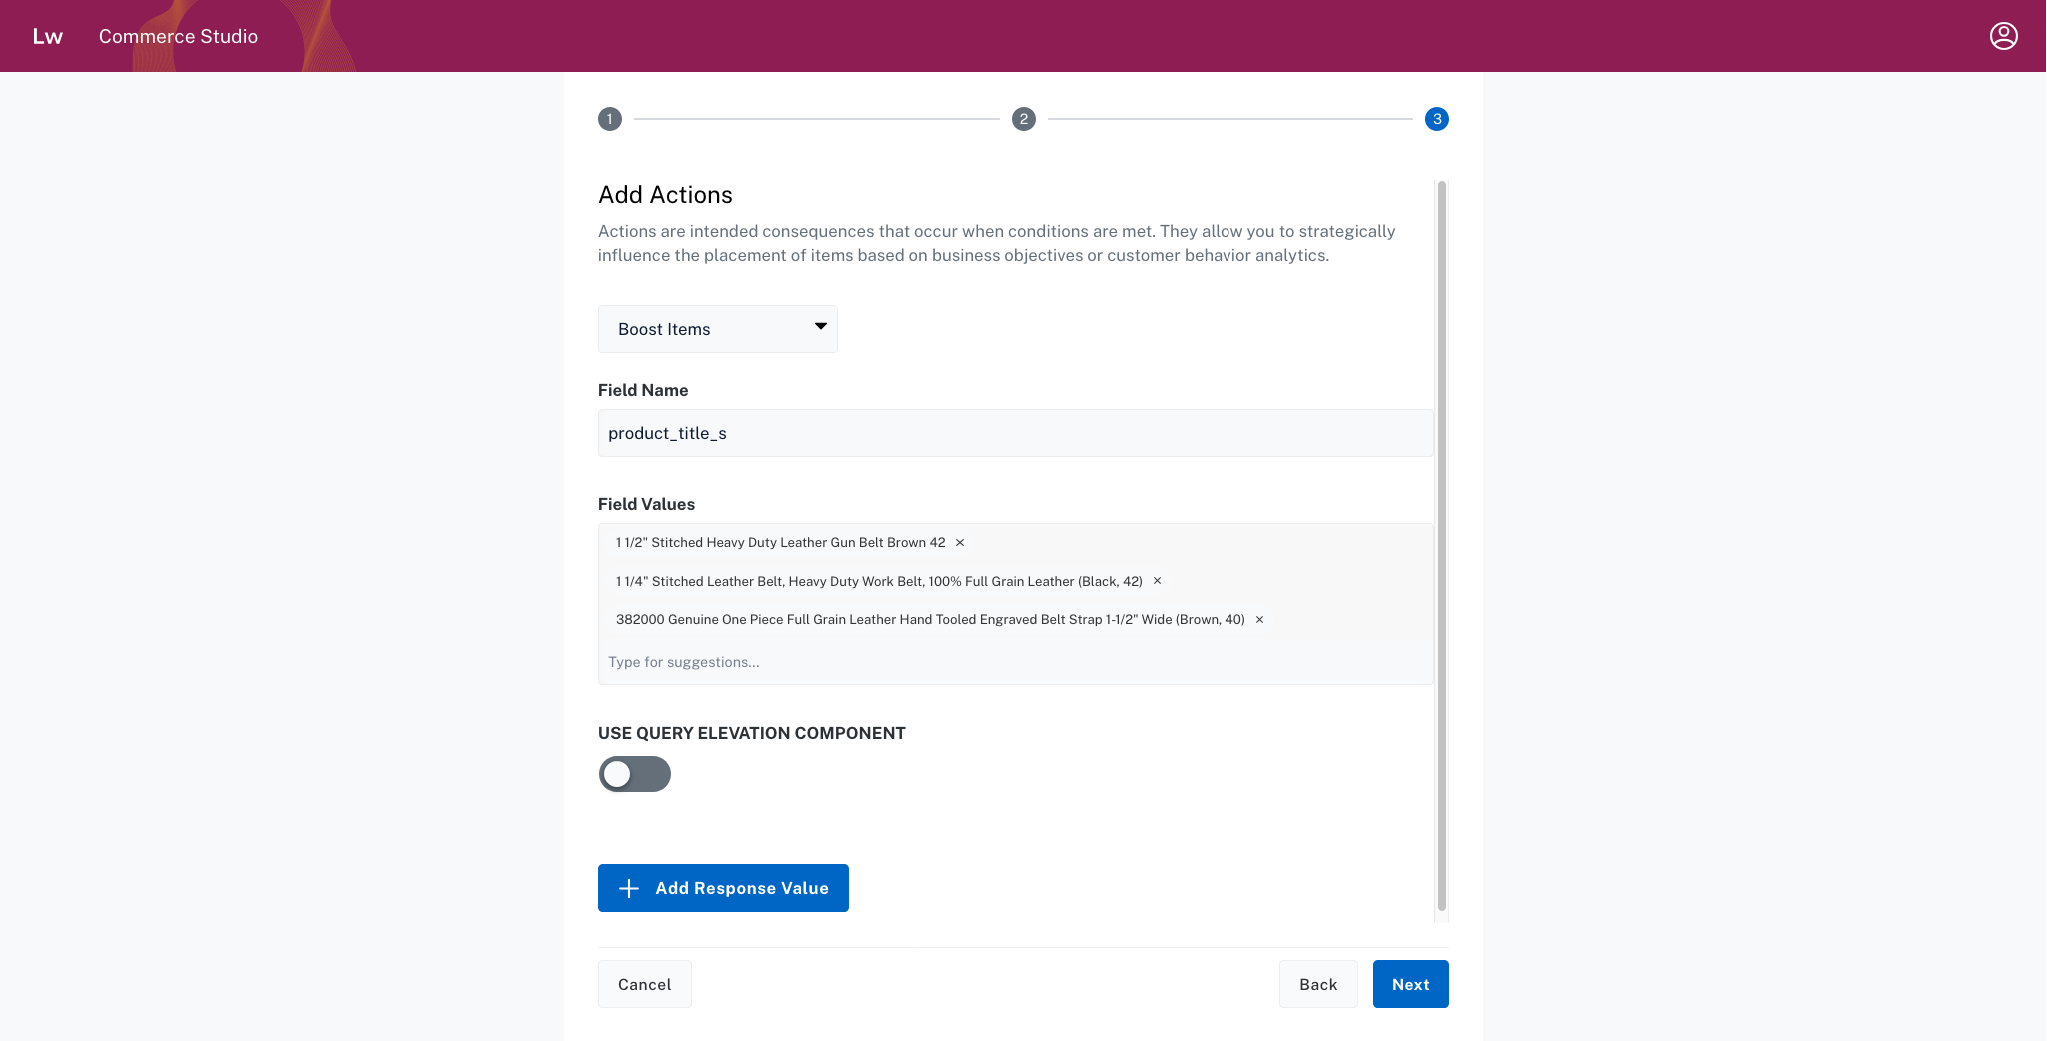 Lw Commerce Studio
1 2 3
Add Actions
Actions are intended consequences that occur when conditions are met. They allow you to strategically
influence the placement of items based on business objectives or customer behavior analytics.
Boost Items
Field Name
product_title_s
Field Values
1 1/2" Stitched Heavy Duty Leather Gun Belt Brown 42 ×
1 1/4" Stitched Leather Belt, Heavy Duty Work Belt, 100% Full Grain Leather (Black, 42) ×
382000 Genuine One Piece Full Grain Leather Hand Tooled Engraved Belt Strap 1-1/2" Wide (Brown, 40) ×
Type for suggestions...
USE QUERY ELEVATION COMPONENT
Add Response Value
Cancel Back Next